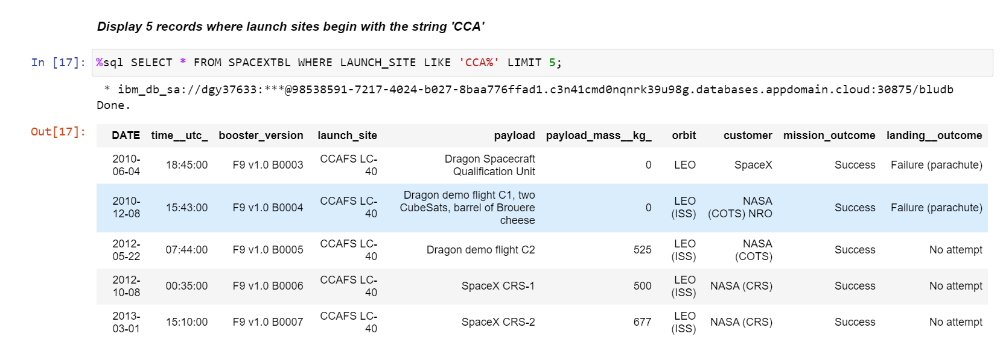 Display 5 records where launch sites begin with the string 'CCA'
In [17]: %sql SELECT * FROM SPACEXTBL WHERE LAUNCH_SITE LIKE 'CCA%' LIMIT 5;
* ibm_db_sa://dgy37633:***@98538591-7217-4024-b027-8baa776ffad1.c3n41cmd0nqnrk39u98g.databases.appdomain.cloud:30875/bludb
Done.
Out[17]:
DATE time__utc_ booster_version launch_site payload payload_mass__kg_ orbit customer mission_outcome landing__outcome
2010-06-04 18:45:00 F9 v1.0 B0003 CCAFS LC-40 Dragon Spacecraft Qualification Unit 0 LEO SpaceX Success Failure (parachute)
2010-12-08 15:43:00 F9 v1.0 B0004 CCAFS LC-40 Dragon demo flight C1, two CubeSats, barrel of Brouere cheese 0 LEO (ISS) NASA (COTS) NRO Success Failure (parachute)
2012-05-22 07:44:00 F9 v1.0 B0005 CCAFS LC-40 Dragon demo flight C2 525 LEO (ISS) NASA (COTS) Success No attempt
2012-10-08 00:35:00 F9 v1.0 B0006 CCAFS LC-40 SpaceX CRS-1 500 LEO (ISS) NASA (CRS) Success No attempt
2013-03-01 15:10:00 F9 v1.0 B0007 CCAFS LC-40 SpaceX CRS-2 677 LEO (ISS) NASA (CRS) Success No attempt